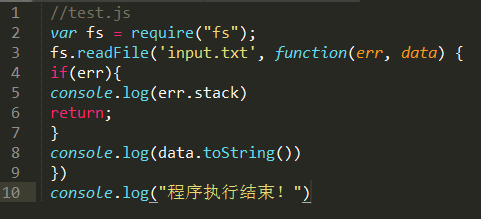 1 //test.js
2 var fs = require("fs");
3 fs.readFile('input.txt', function(err, data) {
4 if(err){
5 console.log(err.stack)
6 return;
7 }
8 console.log(data.toString())
9 })
10 console.log("程序执行结束！")